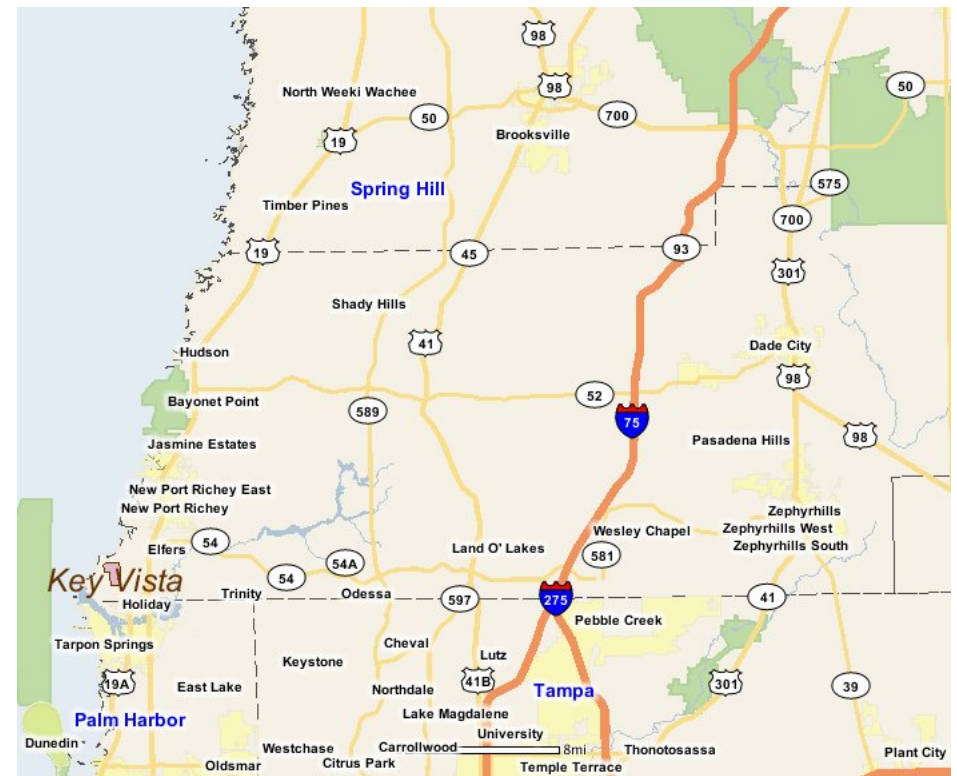 98
North Weeki Wachee
98
50
50
700
19
Brooksville
Spring Hill
575
Timber Pines
700
19
45
93
301
Shady Hills
41
Dade City
Hudson
98
52
Bayonet Point
589
75
98
Pasadena Hills
Jasmine Estates
New Port Richey East
New Port Richey
Zephyrhills
Wesley Chapel
Zephyrhills West
54
Zephyrhills South
Elfers
Land O' Lakes
581
54A
Key Vista
54
Trinity
Odessa
597
275
41
Holiday
Pebble Creek
Tarpon Springs
Cheval
Lutz
Keystone
19A
East Lake
Northdale
41B
Tampa
301
39
Palm Harbor
Lake Magdalene
University
Dunedin
Westchase
Carrollwood
8mi
Thonotosassa
Plant City
Oldsmar
Citrus Park
Temple Terrace